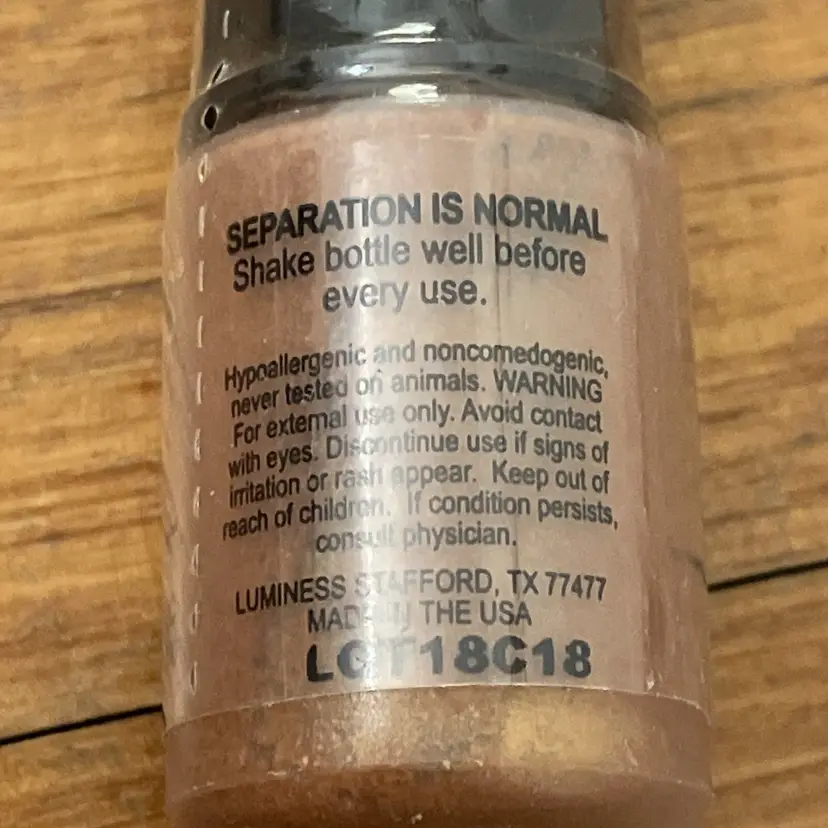 SEPARATION IS NORMAL
Shake bottle well before
every use.
Hypoallergenic and noncomedogenic,
never tested on animals. WARNING
For external use only. Avoid contact
with eyes. Discontinue use if signs of
irritation or rash appear. Keep out of
reach of children. If condition persists,
consult physician.
LUMINESS STAFFORD, TX 77477
MADE IN THE USA
LOT18C18